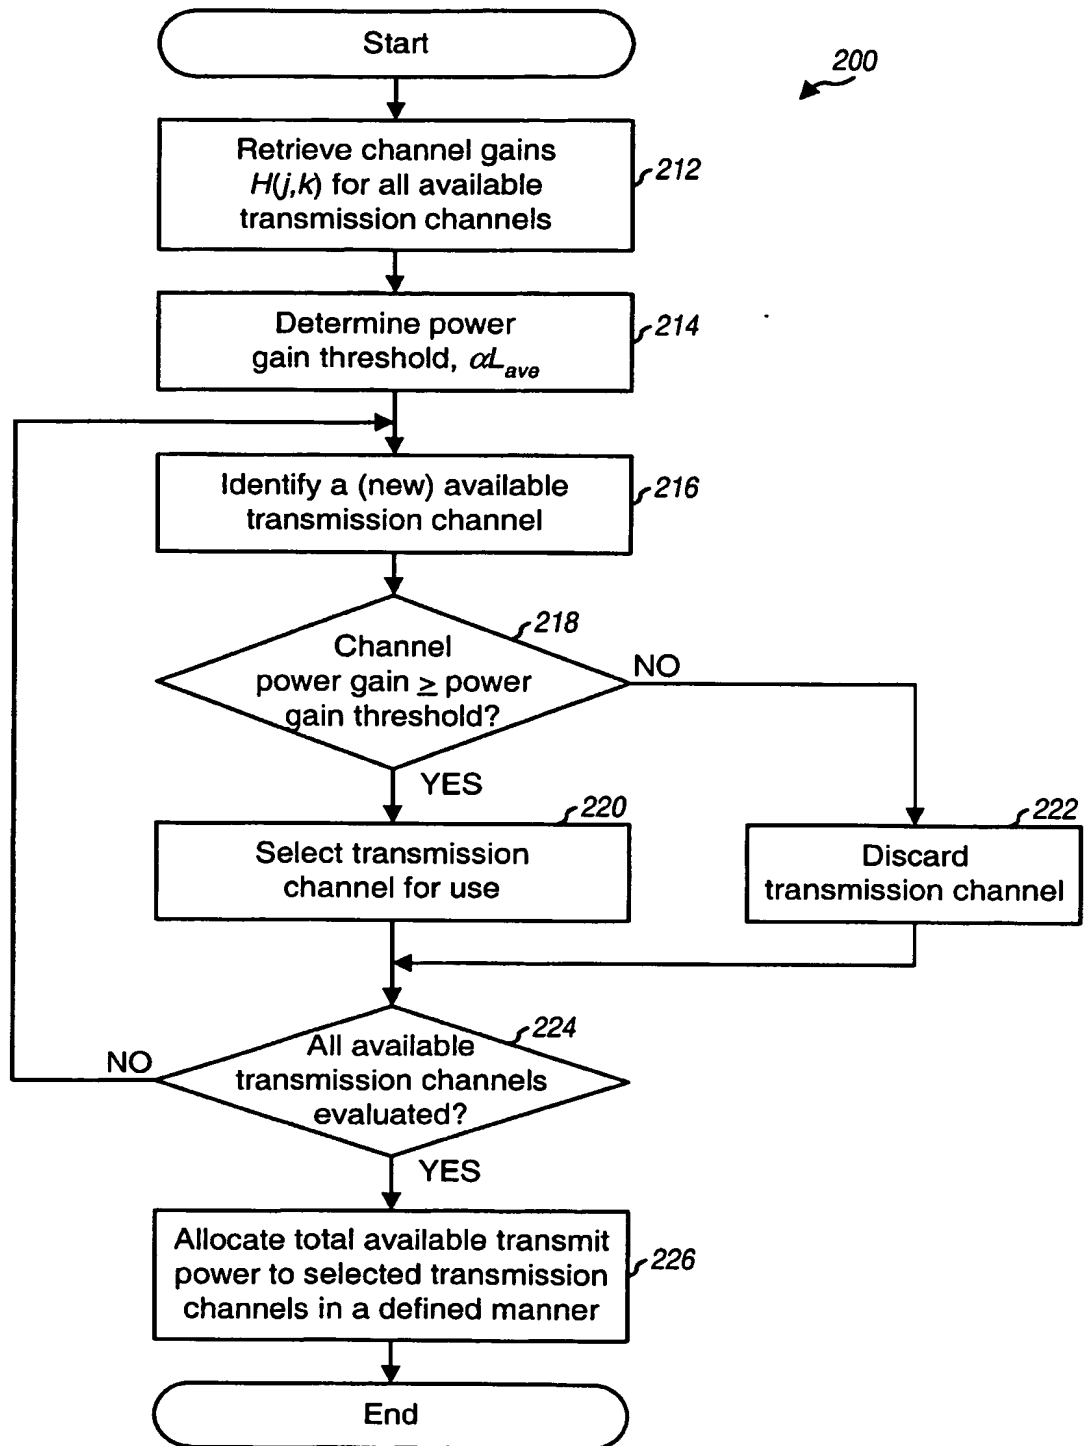 Start
200
Retrieve channel gains
H(j,k) for all available
transmission channels
212
Determine power
gain threshold, αL_ave
214
Identify a (new) available
transmission channel
216
218
Channel
power gain ≥ power
gain threshold?
NO
YES
220
Select transmission
channel for use
222
Discard
transmission channel
224
All available
transmission channels
evaluated?
NO
YES
Allocate total available transmit
power to selected transmission
channels in a defined manner
226
End